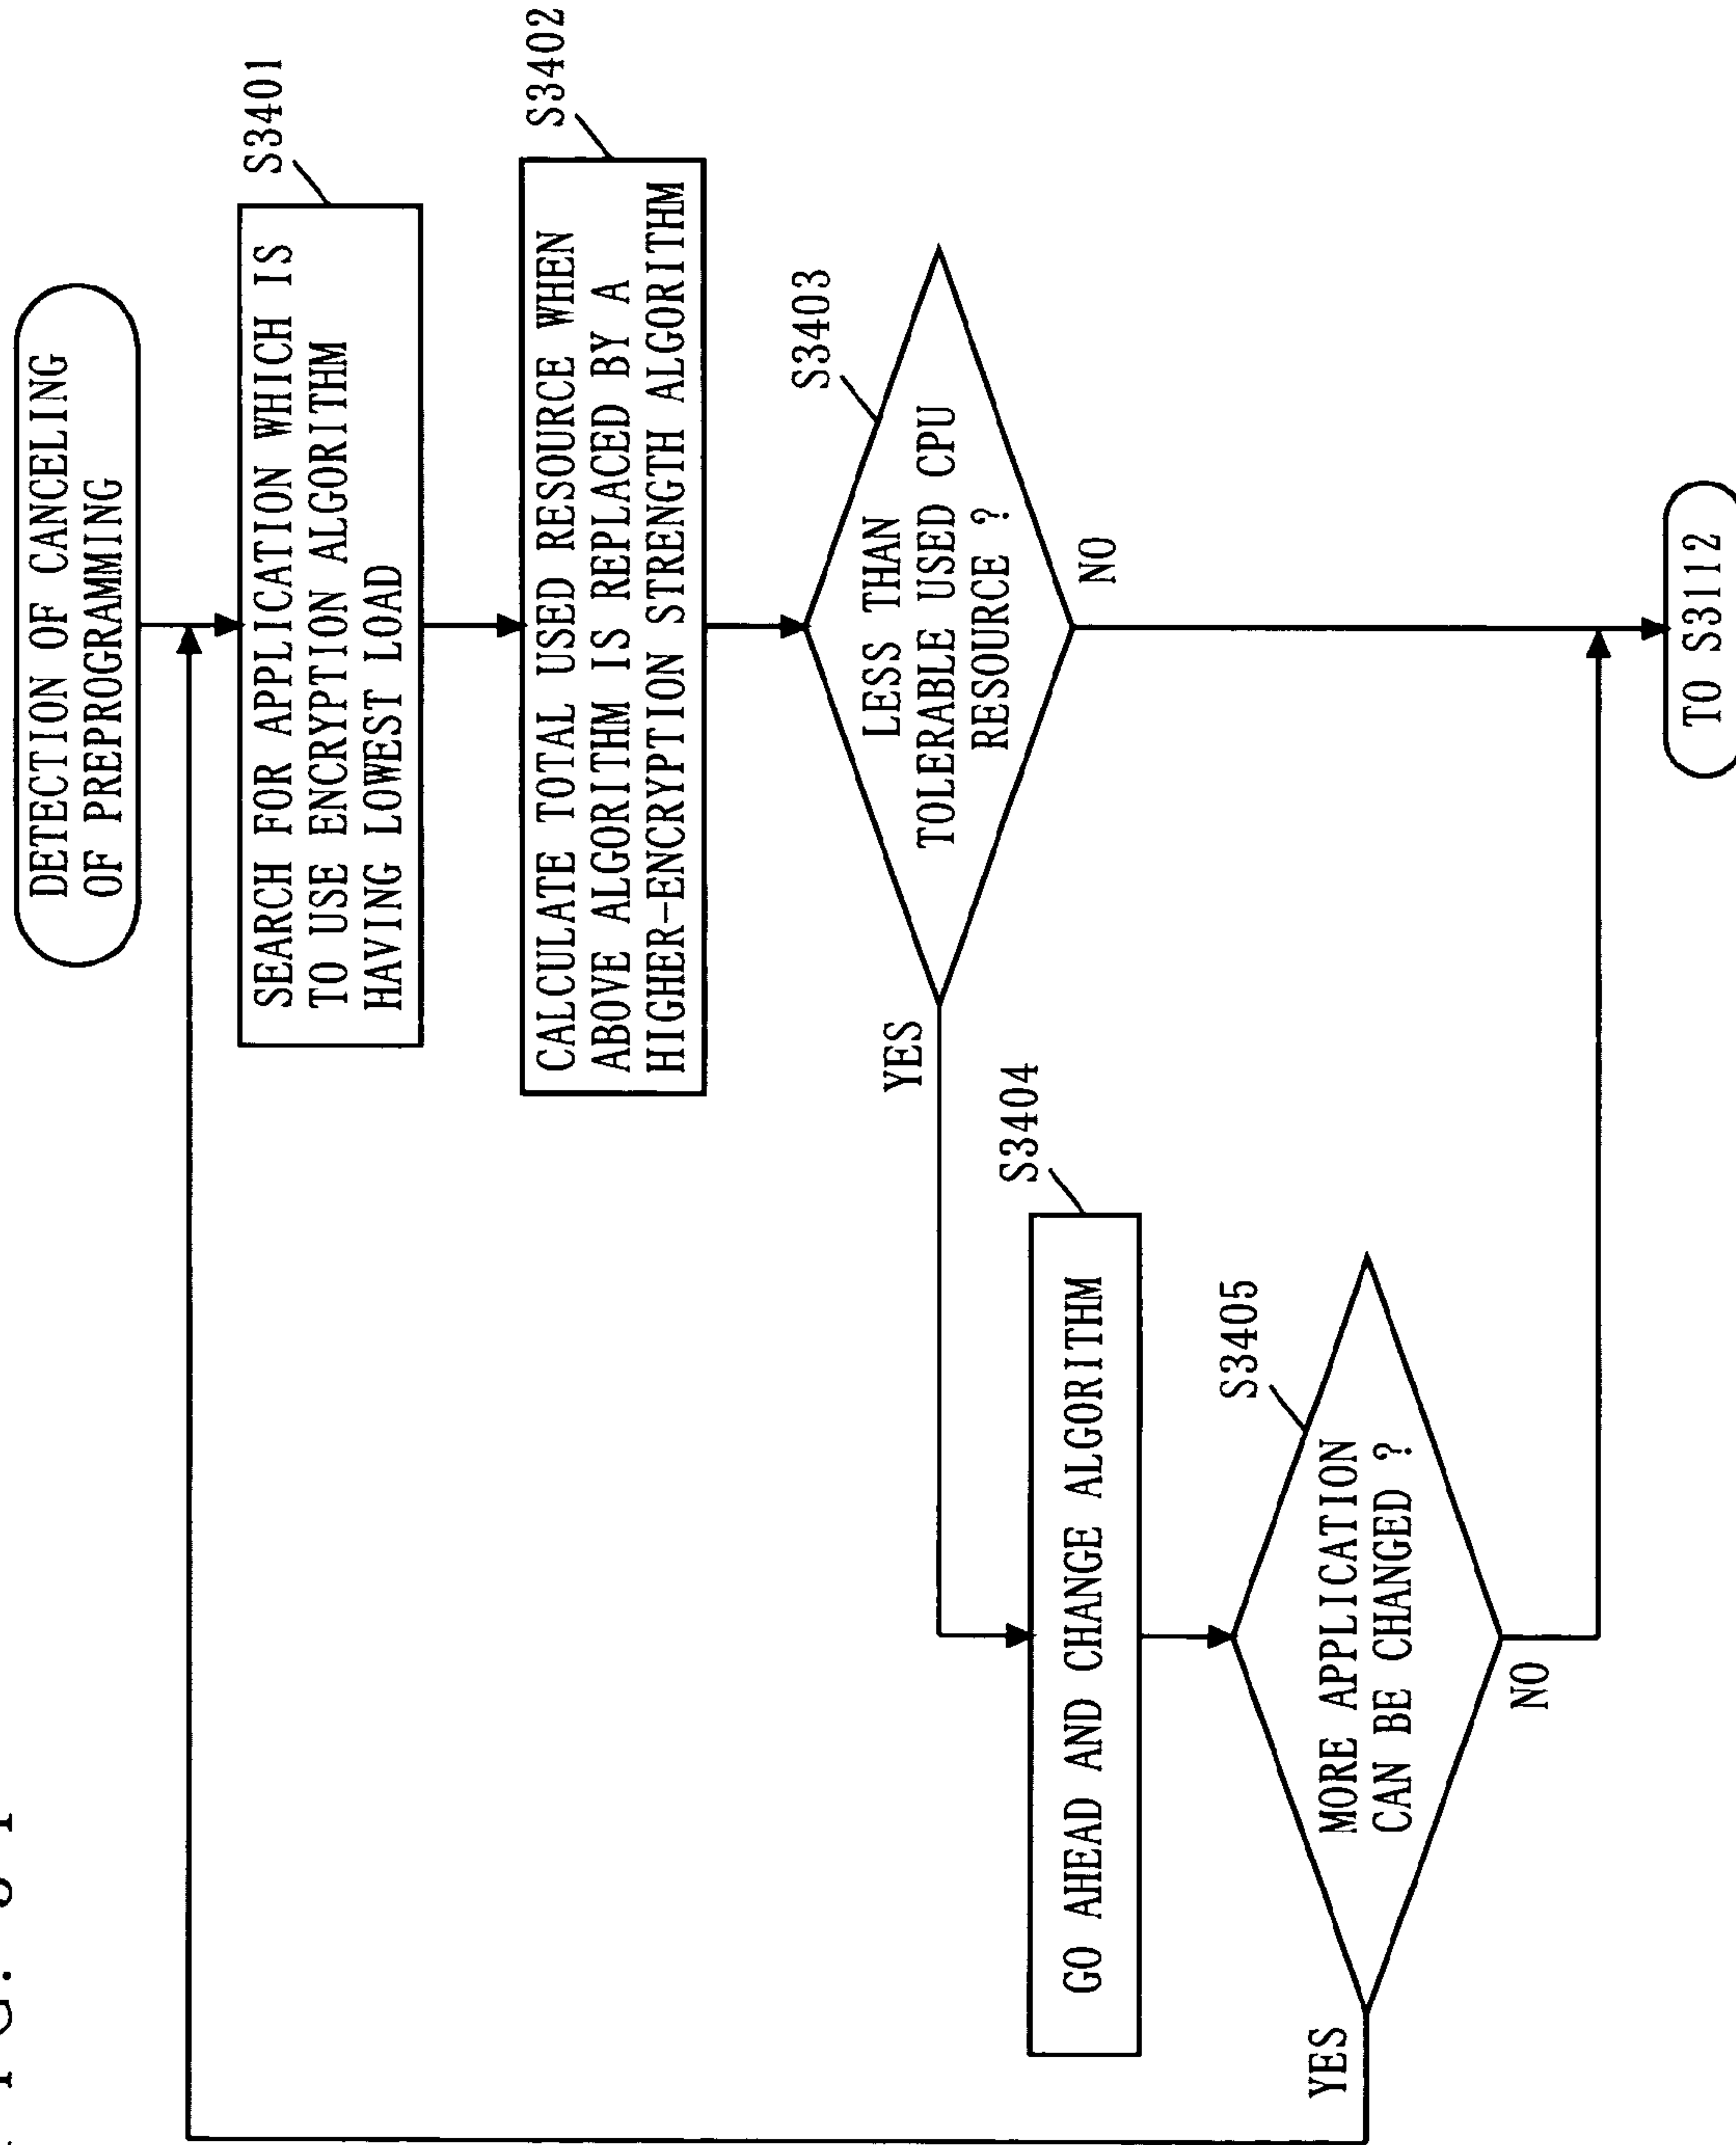 DETECTION OF CANCELING
OF PREPROGRAMING
S3401
SEARCH FOR APPLICATION WHICH IS
TO USE ENCRYPTION ALGORITHM
HAVING LOWEST LOAD
S3402
CALCULATE TOTAL USED RESOURCE WHEN
ABOVE ALGORITHM IS REPLACED BY A
HIGHER-ENCRYPTION STRENGTH ALGORITHM
S3403
LESS THAN
TOLERABLE USED CPU
RESOURCE ?
YES
NO
S3404
GO AHEAD AND CHANGE ALGORITHM
S3405
MORE APPLICATION
CAN BE CHANGED ?
YES
NO
TO S3112